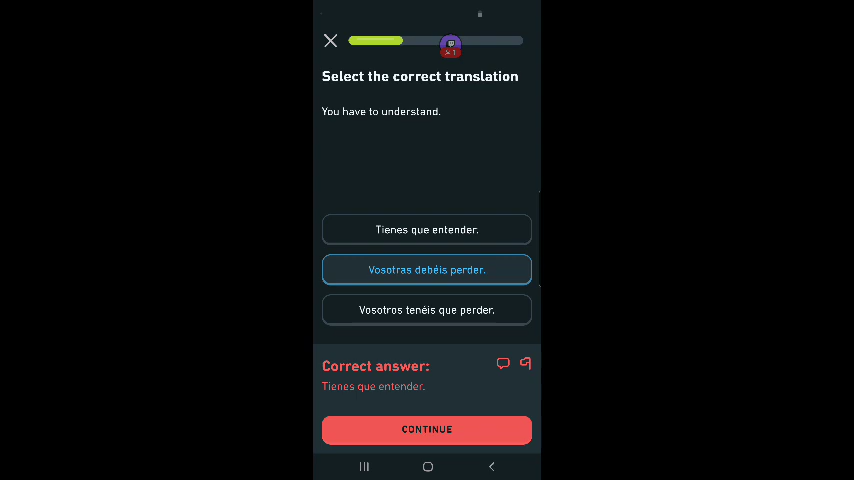 Select the correct translation
You have to understand.
Tienes que entender.
Vosotras debéis perder.
Vosotros tenéis que perder.
Correct answer:
Tienes que entender.
CONTINUE